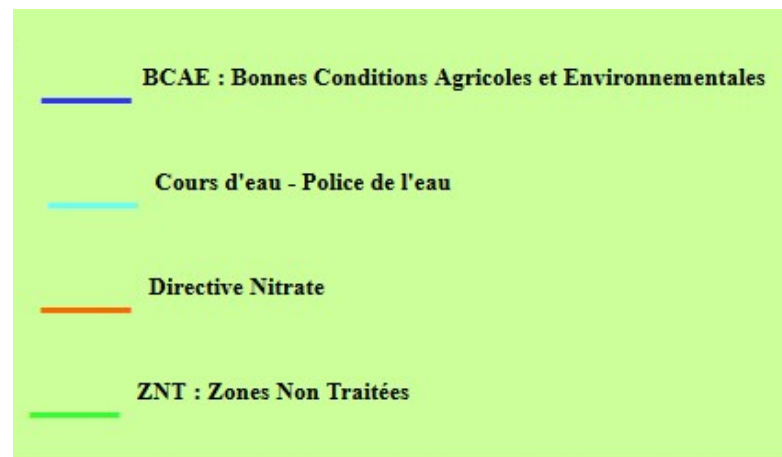 BCAE : Bonnes Conditions Agricoles et Environnementales
Cours d'eau - Police de l'eau
Directive Nitrate
ZNT : Zones Non Traitées